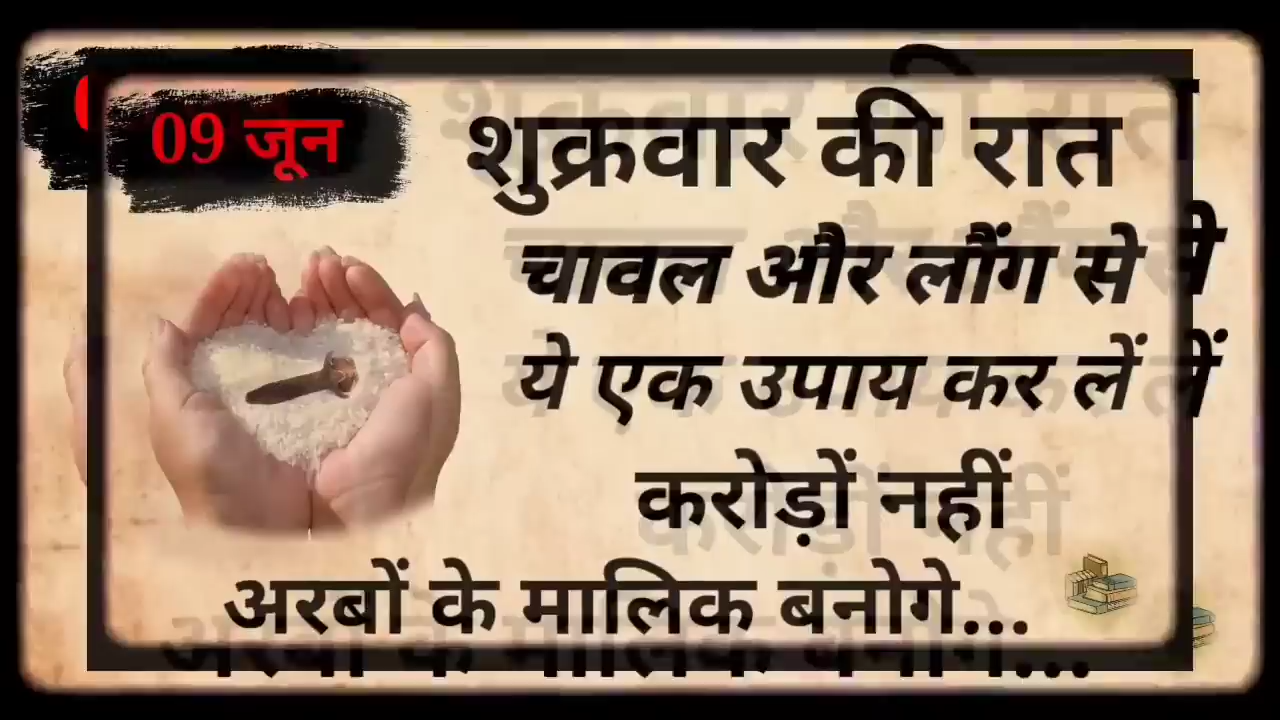 09 जून
शुक्रवार की रात
चावल और लौंग से
ये एक उपाय कर लें
करोड़ों नहीं
अरबों के मालिक बनोगे...